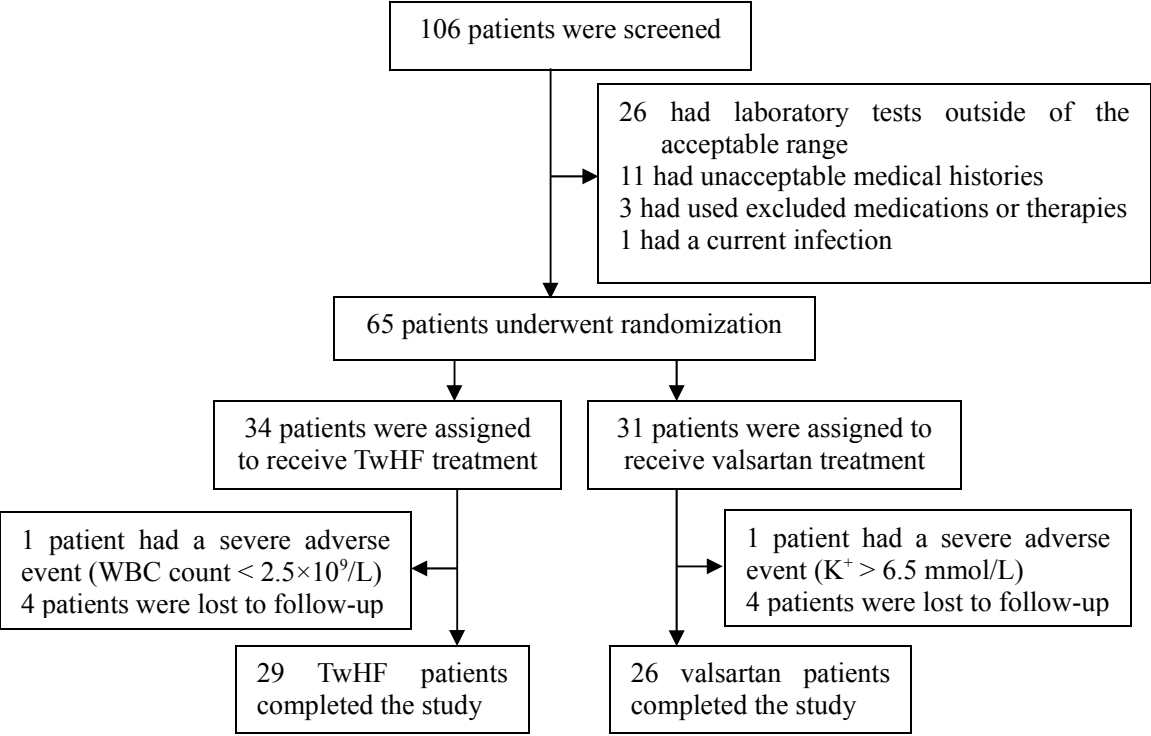 106 patients were screened
26 had laboratory tests outside of the
acceptable range
11 had unacceptable medical histories
3 had used excluded medications or therapies
1 had a current infection
65 patients underwent randomization
34 patients were assigned
to receive TwHF treatment
31 patients were assigned to
receive valsartan treatment
1 patient had a severe adverse
event (WBC count < 2.5×10⁹/L)
4 patients were lost to follow-up
1 patient had a severe adverse
event (K⁺ > 6.5 mmol/L)
4 patients were lost to follow-up
29 TwHF patients
completed the study
26 valsartan patients
completed the study